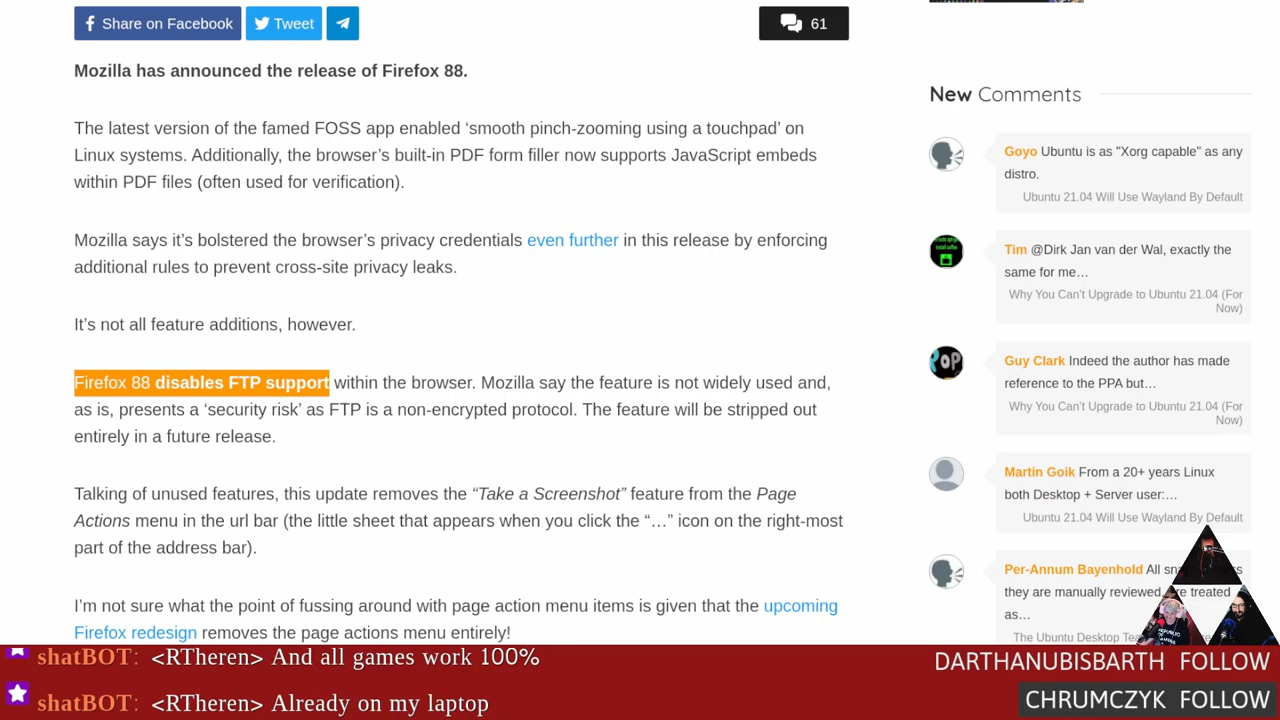 Share on Facebook
Tweet
61
Mozilla has announced the release of Firefox 88.
The latest version of the famed FOSS app enabled ‘smooth pinch-zooming using a touchpad’ on
Linux systems. Additionally, the browser’s built-in PDF form filler now supports JavaScript embeds
within PDF files (often used for verification).
Mozilla says it’s bolstered the browser’s privacy credentials even further in this release by enforcing
additional rules to prevent cross-site privacy leaks.
It’s not all feature additions, however.
Firefox 88 disables FTP support within the browser. Mozilla say the feature is not widely used and,
as is, presents a ‘security risk’ as FTP is a non-encrypted protocol. The feature will be stripped out
entirely in a future release.
Talking of unused features, this update removes the “Take a Screenshot” feature from the Page
Actions menu in the url bar (the little sheet that appears when you click the “…” icon on the right-most
part of the address bar).
I’m not sure what the point of fussing around with page action menu items is given that the upcoming
Firefox redesign removes the page actions menu entirely!
New Comments
Goyo Ubuntu is as "Xorg capable" as any
distro.
Ubuntu 21.04 Will Use Wayland By Default
Tim @Dirk Jan van der Wal, exactly the
same for me…
Why You Can’t Upgrade to Ubuntu 21.04 (For
Now)
Guy Clark Indeed the author has made
reference to the PPA but…
Why You Can’t Upgrade to Ubuntu 21.04 (For
Now)
Martin Goik From a 20+ years Linux
both Desktop + Server user:…
Ubuntu 21.04 Will Use Wayland By Default
Per-Annum Bayenhold All
they are manually reviewed treated
as…
The Ubuntu Desktop
shatBOT: <RTheren> And all games work 100%
shatBOT: <RTheren> Already on my laptop
DARTHANUBISBARTH FOLLOW
CHRUMCZYK FOLLOW